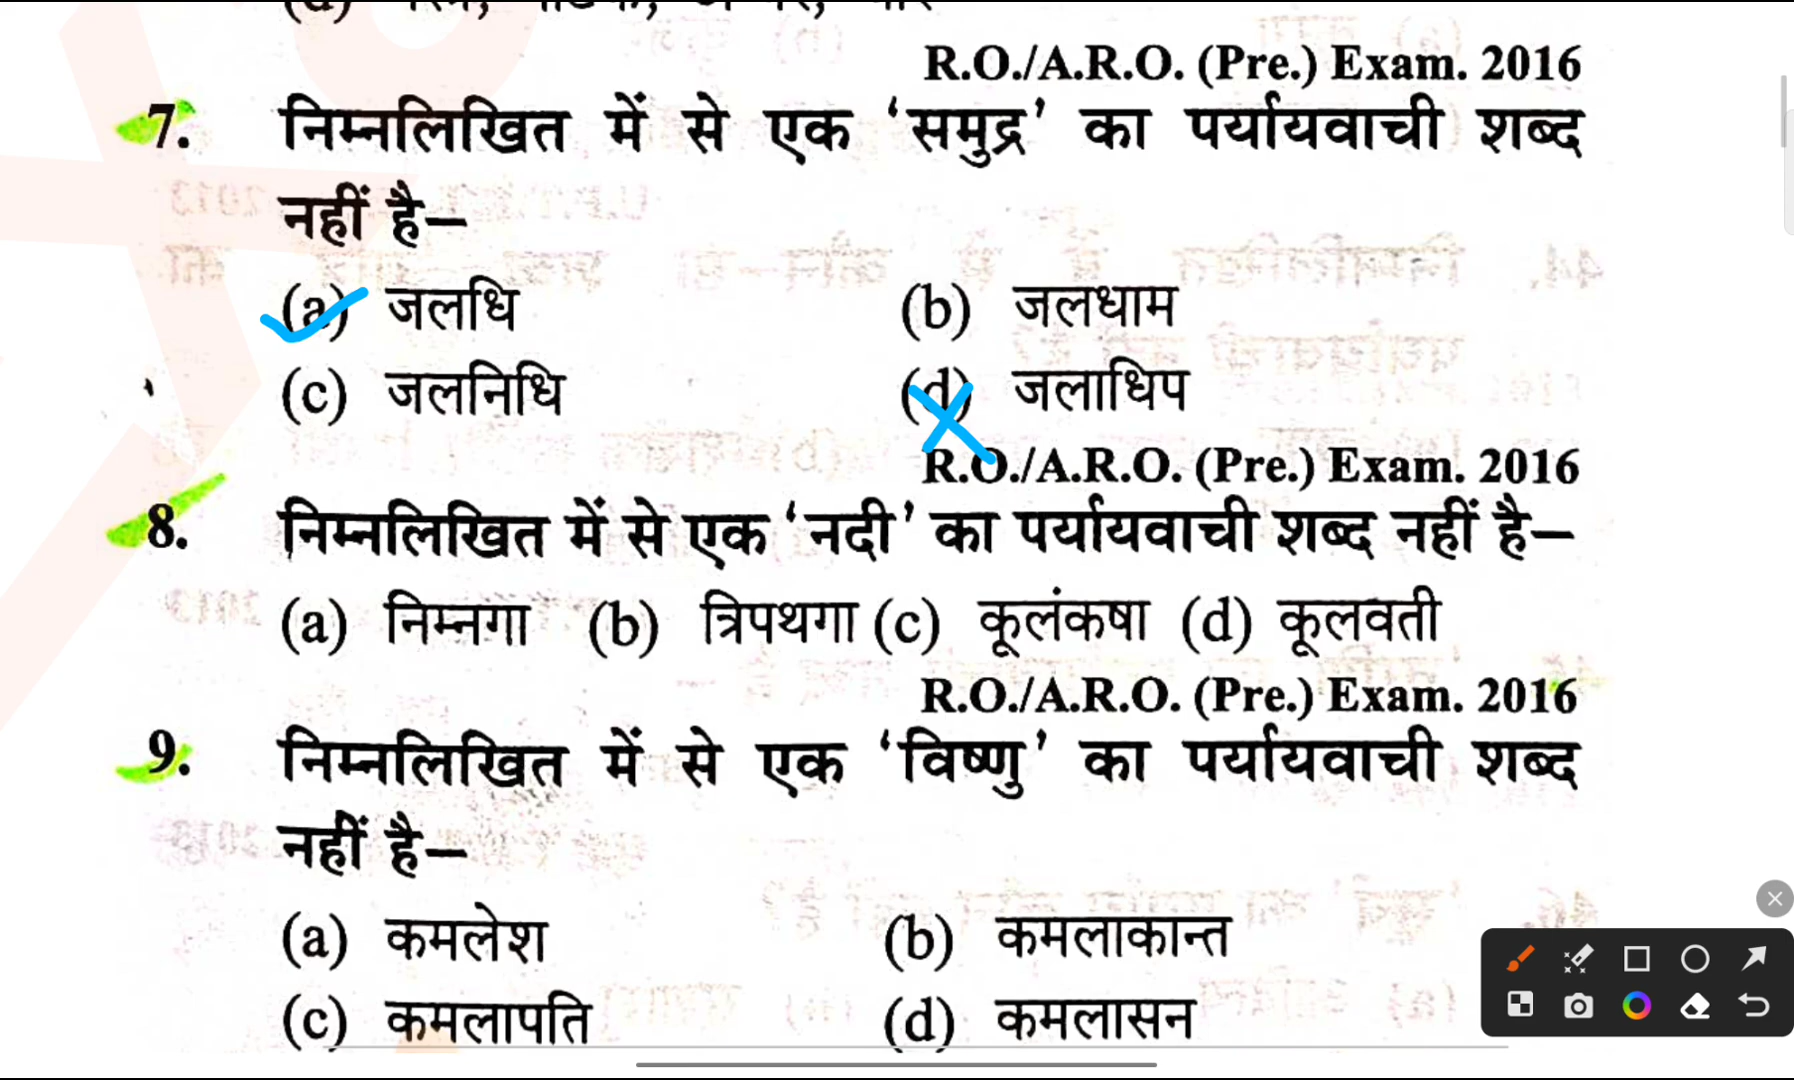 R.O./A.R.O. (Pre.) Exam. 2016
7. निम्नलिखित में से एक ‘समुद्र’ का पर्यायवाची शब्द
नहीं है–
(a) जलधि (b) जलधाम
(c) जलनिधि (d) जलाधिप
R.O./A.R.O. (Pre.) Exam. 2016
8. निम्नलिखित में से एक ‘नदी’ का पर्यायवाची शब्द नहीं है–
(a) निम्नगा (b) त्रिपथगा (c) कूलंकषा (d) कूलवती
R.O./A.R.O. (Pre.) Exam. 2016
9. निम्नलिखित में से एक ‘विष्णु’ का पर्यायवाची शब्द
नहीं है–
(a) कमलेश (b) कमलाकान्त
(c) कमलापति (d) कमलासन